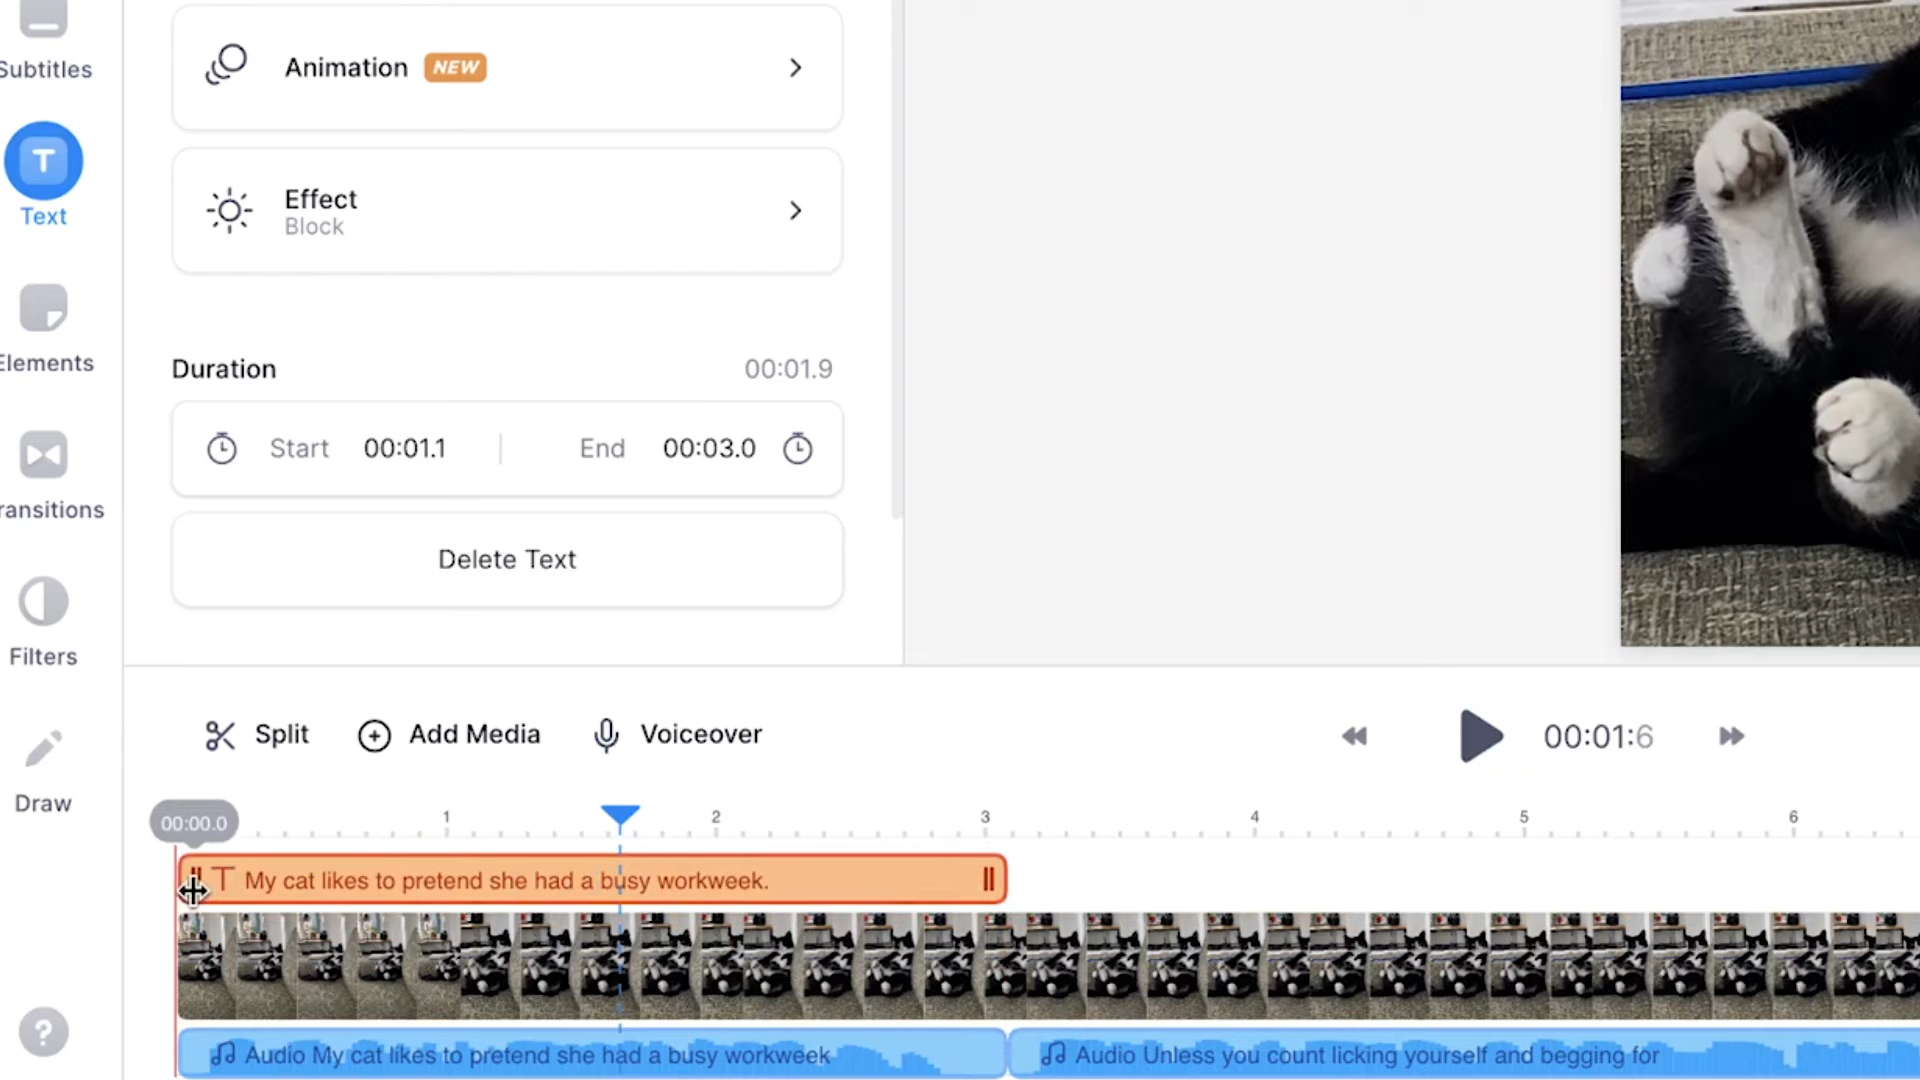 Subtitles
Animation NEW
T
Text
Effect
Block
Elements
Duration 00:01.9
Start 00:01.1 End 00:03.0
ransitions
Delete Text
Filters
Split Add Media Voiceover 00:01:6
Draw
00:00.0 1 2 3 4 5 6
T My cat likes to pretend she had a busy workweek.
?
Audio My cat likes to pretend she had a busy workweek Audio Unless you count licking yourself and begging for